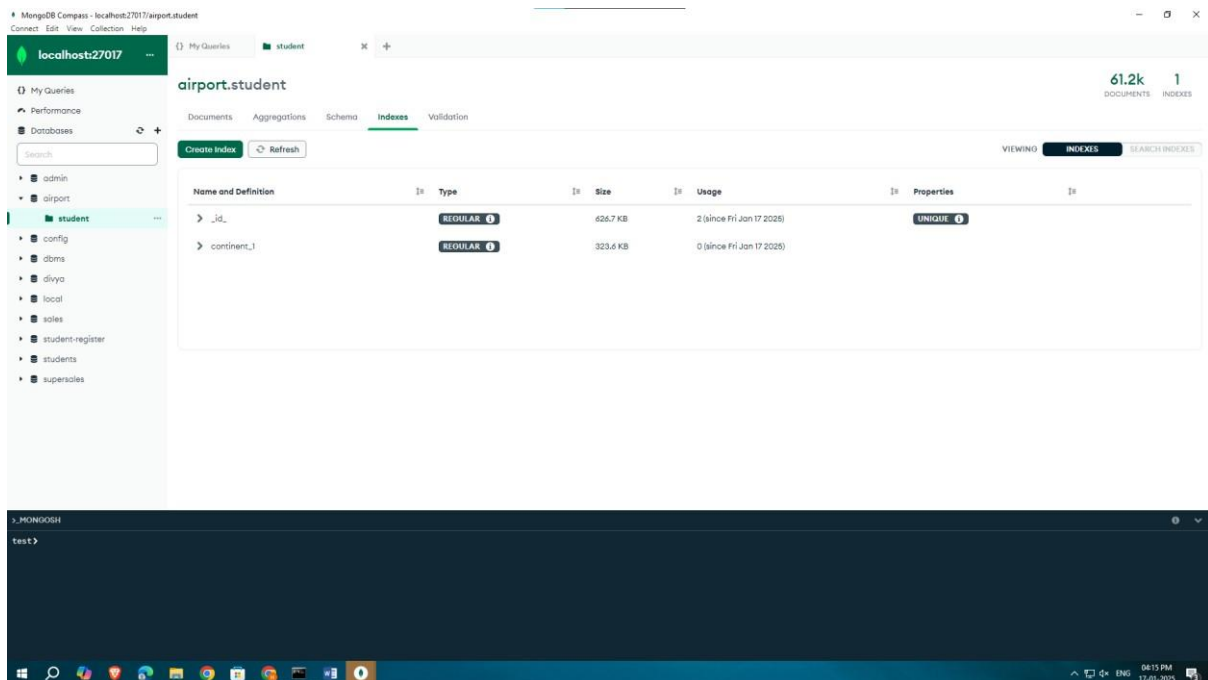 MongoDB Compass - localhost:27017/airport.student
Connect Edit View Collection Help
localhost:27017 ...
{} My Queries
student
{} My Queries
Performance
Databases
Search
admin
airport
student ...
config
dbms
divya
local
sales
student-register
students
supersales
airport.student
61.2k DOCUMENTS
1 INDEXES
Documents Aggregations Schema Indexes Validation
Create Index Refresh
VIEWING INDEXES SEARCH INDEXES
Name and Definition Type Size Usage Properties
_id_ REGULAR 626.7 KB 2 (since Fri Jan 17 2025) UNIQUE
continent_1 REGULAR 323.6 KB 0 (since Fri Jan 17 2025)
>_MONGOSH
test>
ENG
04:15 PM
17-01-2025